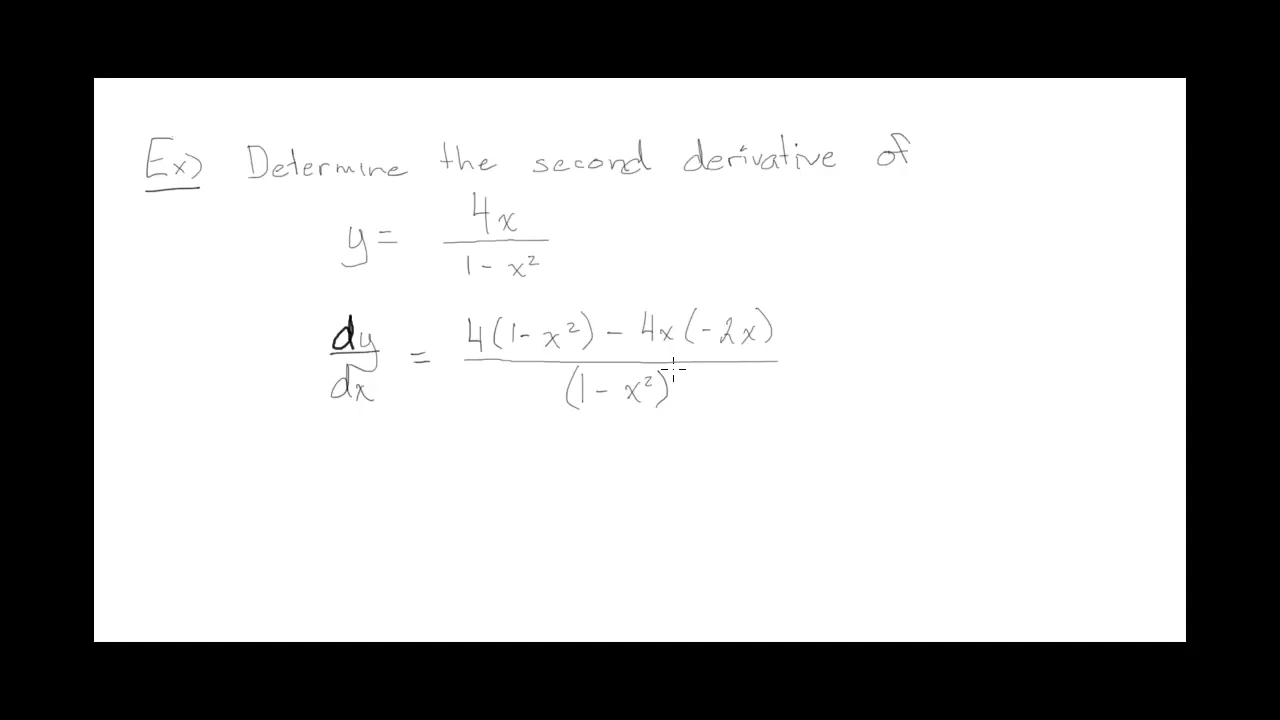 Ex) Determine the second derivative of
y = 4x / 1 - x²
dy/dx = 4(1 - x²) - 4x(-2x) / (1 - x²)